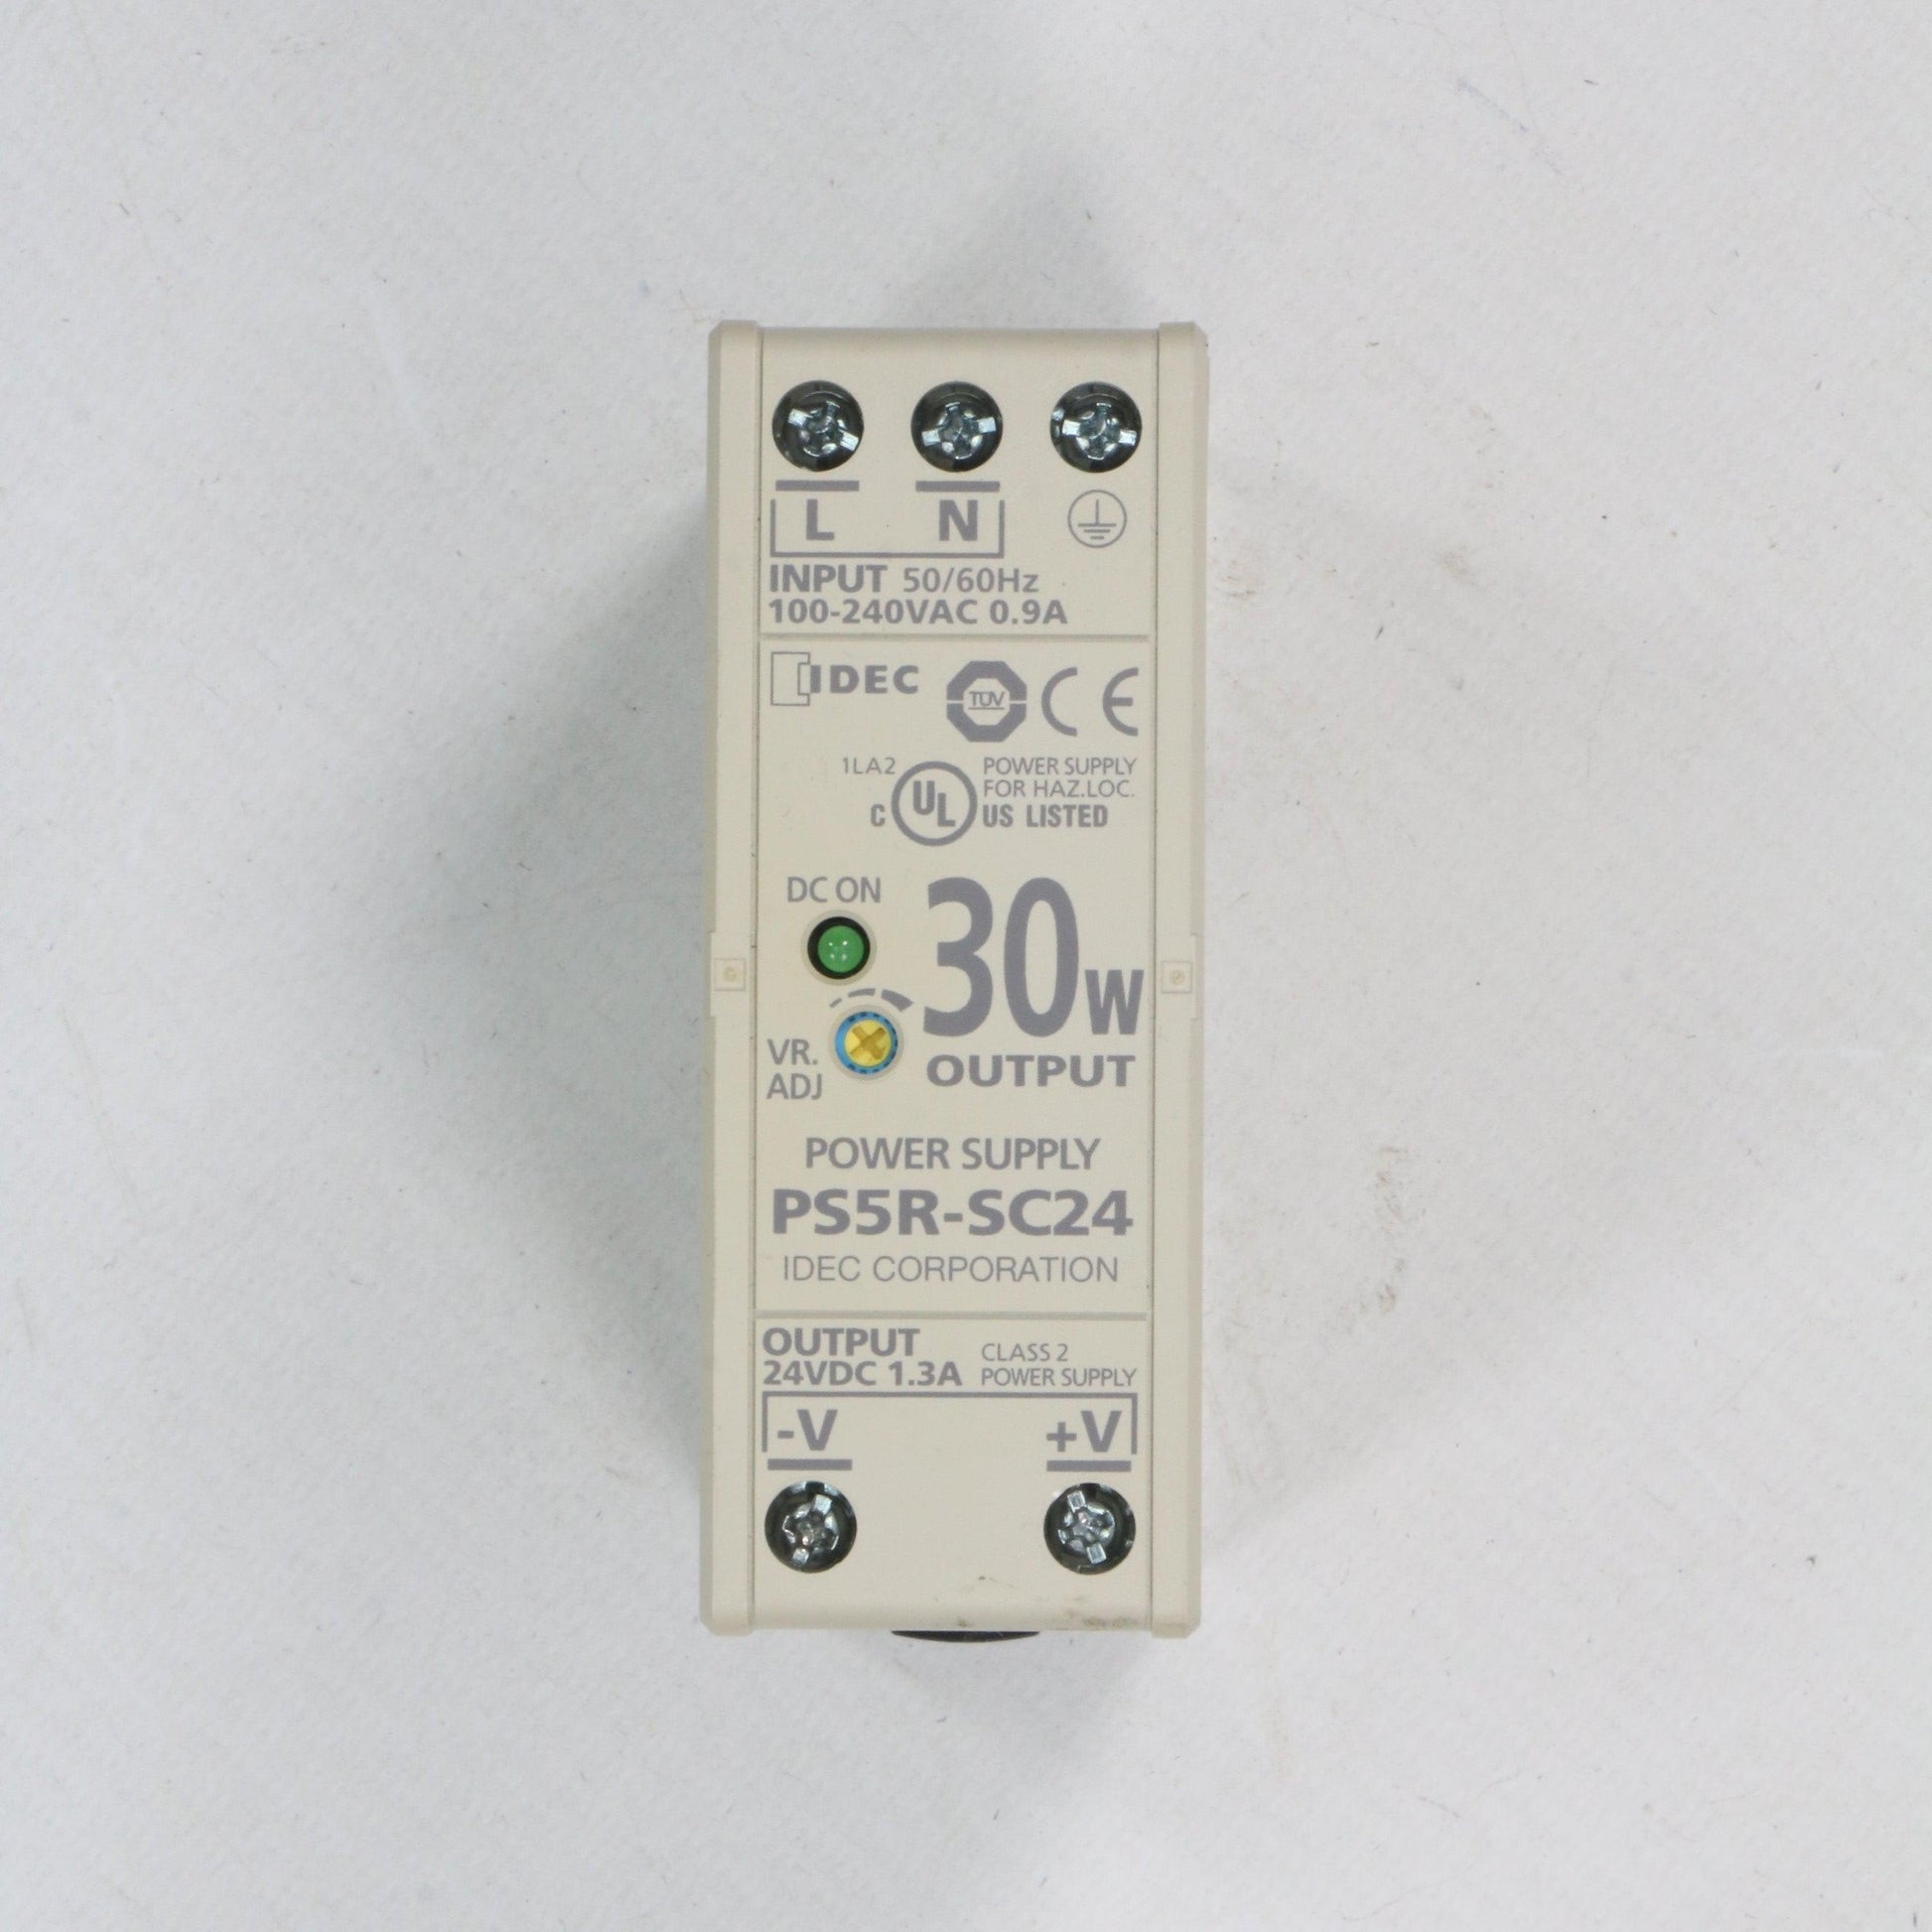 L N
INPUT 50/60Hz
100-240VAC 0.9A
IDEC TÜV CE
1LA2 POWER SUPPLY
FOR HAZ.LOC.
C UL US LISTED
DC ON
30W
VR.
ADJ
OUTPUT
POWER SUPPLY
PS5R-SC24
IDEC CORPORATION
OUTPUT
24VDC 1.3A
CLASS 2
POWER SUPPLY
-V +V